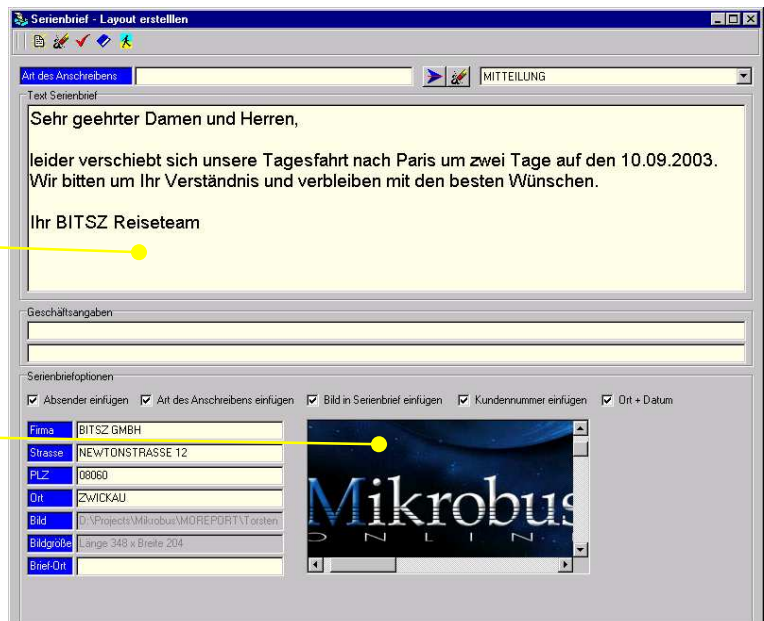 Serienbrief - Layout erstelllen
Art des Anschreibens
MITTEILUNG
Text Serienbrief
Sehr geehrter Damen und Herren,
leider verschiebt sich unsere Tagesfahrt nach Paris um zwei Tage auf den 10.09.2003.
Wir bitten um Ihr Verständnis und verbleiben mit den besten Wünschen.
Ihr BITSZ Reiseteam
Geschäftsangaben
Serienbriefoptionen
Absender einfügen Art des Anschreibens einfügen Bild in Serienbrief einfügen Kundennummer einfügen Ort + Datum
Firma BITSZ GMBH
Strasse NEWTONSTRASSE 12
PLZ 08060
Ort ZWICKAU
Bild D:\Projects\Mikrobus\MOREPORT\Torsten
Bildgröße Länge 348 x Breite 204
Brief-Ort
Mikrobus
O N L I N